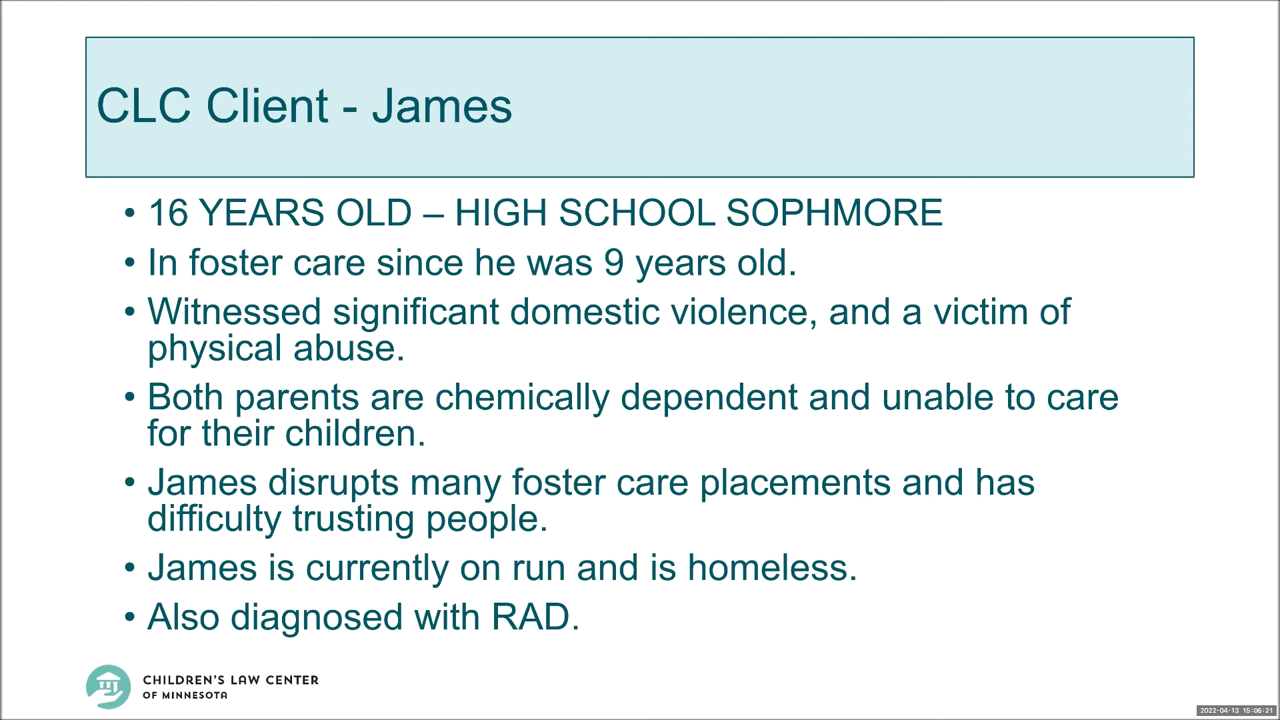 CLC Client - James
• 16 YEARS OLD – HIGH SCHOOL SOPHMORE
• In foster care since he was 9 years old.
• Witnessed significant domestic violence, and a victim of
physical abuse.
• Both parents are chemically dependent and unable to care
for their children.
• James disrupts many foster care placements and has
difficulty trusting people.
• James is currently on run and is homeless.
• Also diagnosed with RAD.
CHILDREN'S LAW CENTER
OF MINNESOTA
2022-04-13 15:06:21